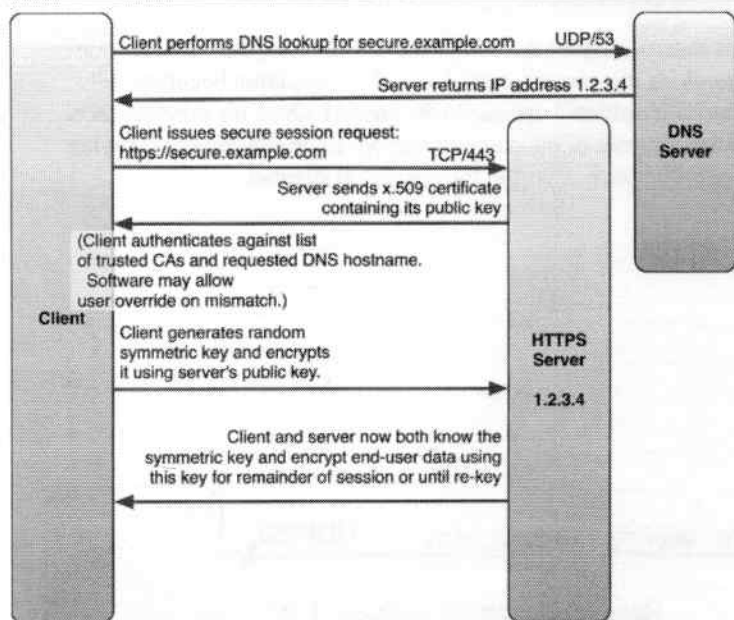 Client performs DNS lookup for secure.example.com
UDP/53
Server returns IP address 1.2.3.4
DNS
Server
Client issues secure session request:
https://secure.example.com
TCP/443
Server sends x.509 certificate
containing its public key
(Client authenticates against list
of trusted CAs and requested DNS hostname.
Software may allow
user override on mismatch.)
Client
Client generates random
symmetric key and encrypts
it using server's public key.
HTTPS
Server
1.2.3.4
Client and server now both know the
symmetric key and encrypt end-user data using
this key for remainder of session or until re-key